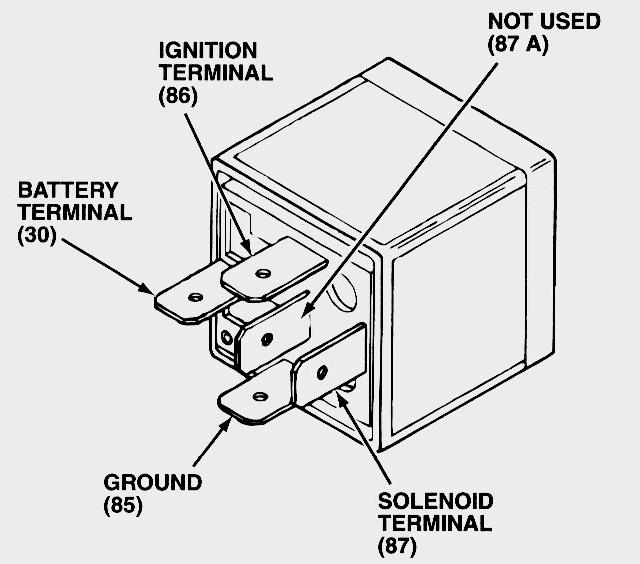 NOT USED
(87 A)
IGNITION
TERMINAL
(86)
BATTERY
TERMINAL
(30)
GROUND
(85)
SOLENOID
TERMINAL
(87)